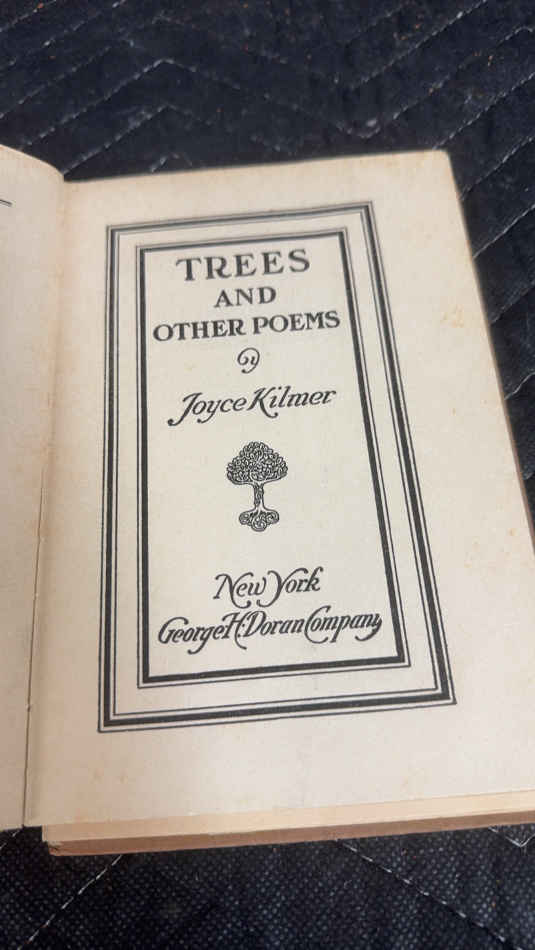 TREES
AND
OTHER POEMS
by
Joyce Kilmer
New York
George H. Doran Company